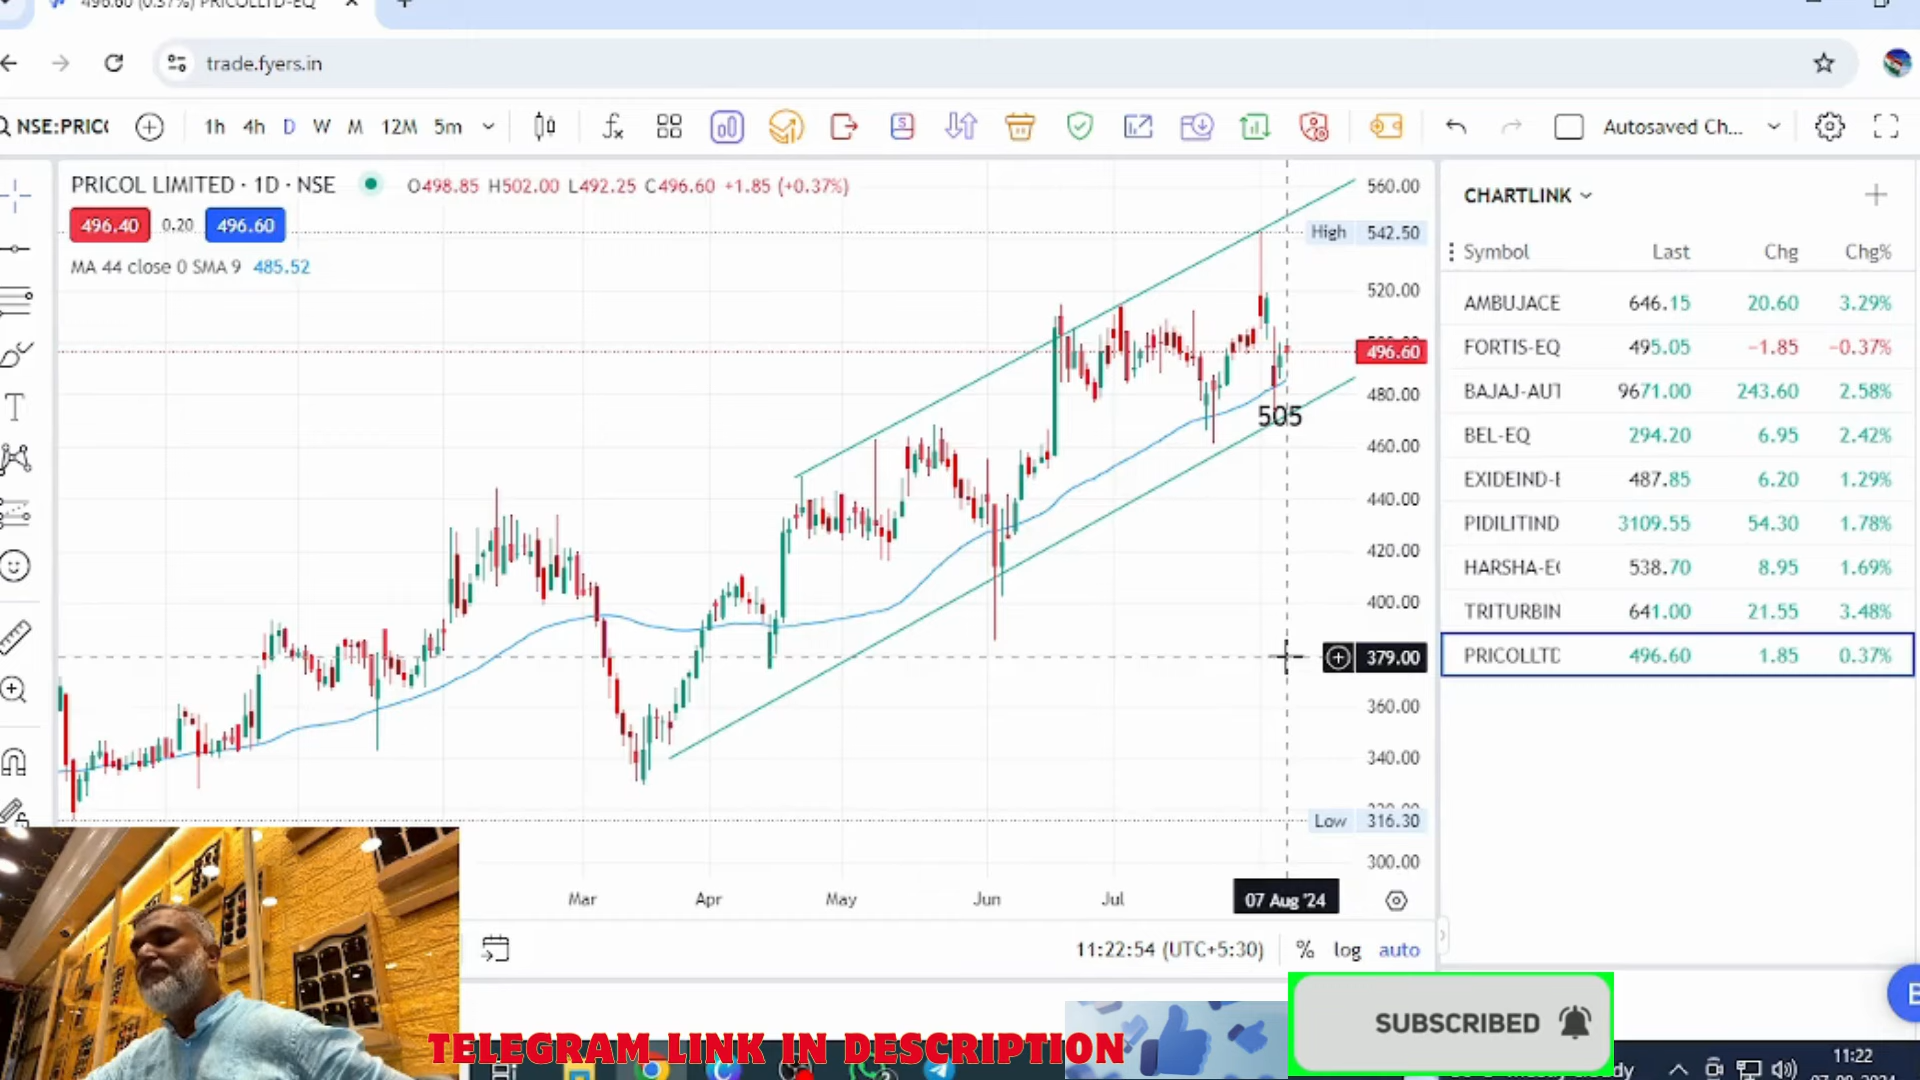 496.60 (0.37%) PRICOLLTD-EQ
trade.fyers.in
NSE:PRIC
1h 4h D W M 12M 5m
Autosaved Ch...
PRICOL LIMITED · 1D · NSE
O498.85 H502.00 L492.25 C496.60 +1.85 (+0.37%)
496.40 0.20 496.60
MA 44 close 0 SMA 9 485.52
560.00
High 542.50
520.00
496.60
480.00
505
460.00
440.00
420.00
400.00
379.00
360.00
340.00
Low 316.30
300.00
Mar Apr May Jun Jul 07 Aug '24
11:22:54 (UTC+5:30) % log auto
CHARTLINK
Symbol Last Chg Chg%
AMBUJACE 646.15 20.60 3.29%
FORTIS-EQ 495.05 −1.85 −0.37%
BAJAJ-AUT 9671.00 243.60 2.58%
BEL-EQ 294.20 6.95 2.42%
EXIDEIND-E 487.85 6.20 1.29%
PIDILITIND 3109.55 54.30 1.78%
HARSHA-EQ 538.70 8.95 1.69%
TRITURBIN 641.00 21.55 3.48%
PRICOLLTD 496.60 1.85 0.37%
TELEGRAM LINK IN DESCRIPTION
SUBSCRIBED
11:22